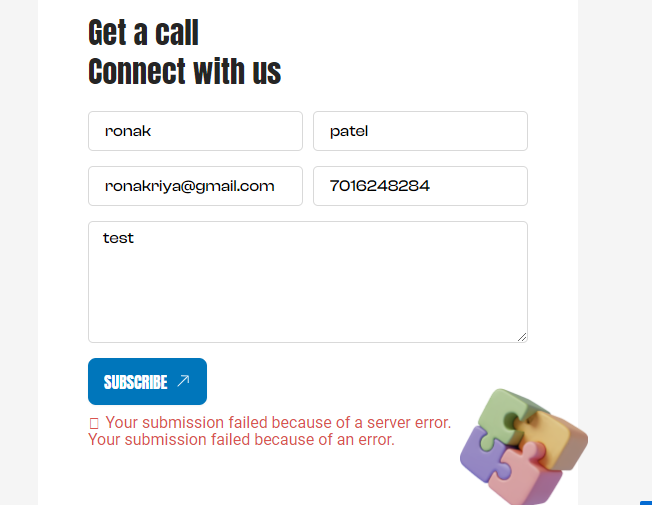 Get a call
Connect with us
ronak
patel
ronakriya@gmail.com
7016248284
test
SUBSCRIBE
Your submission failed because of a server error.
Your submission failed because of an error.